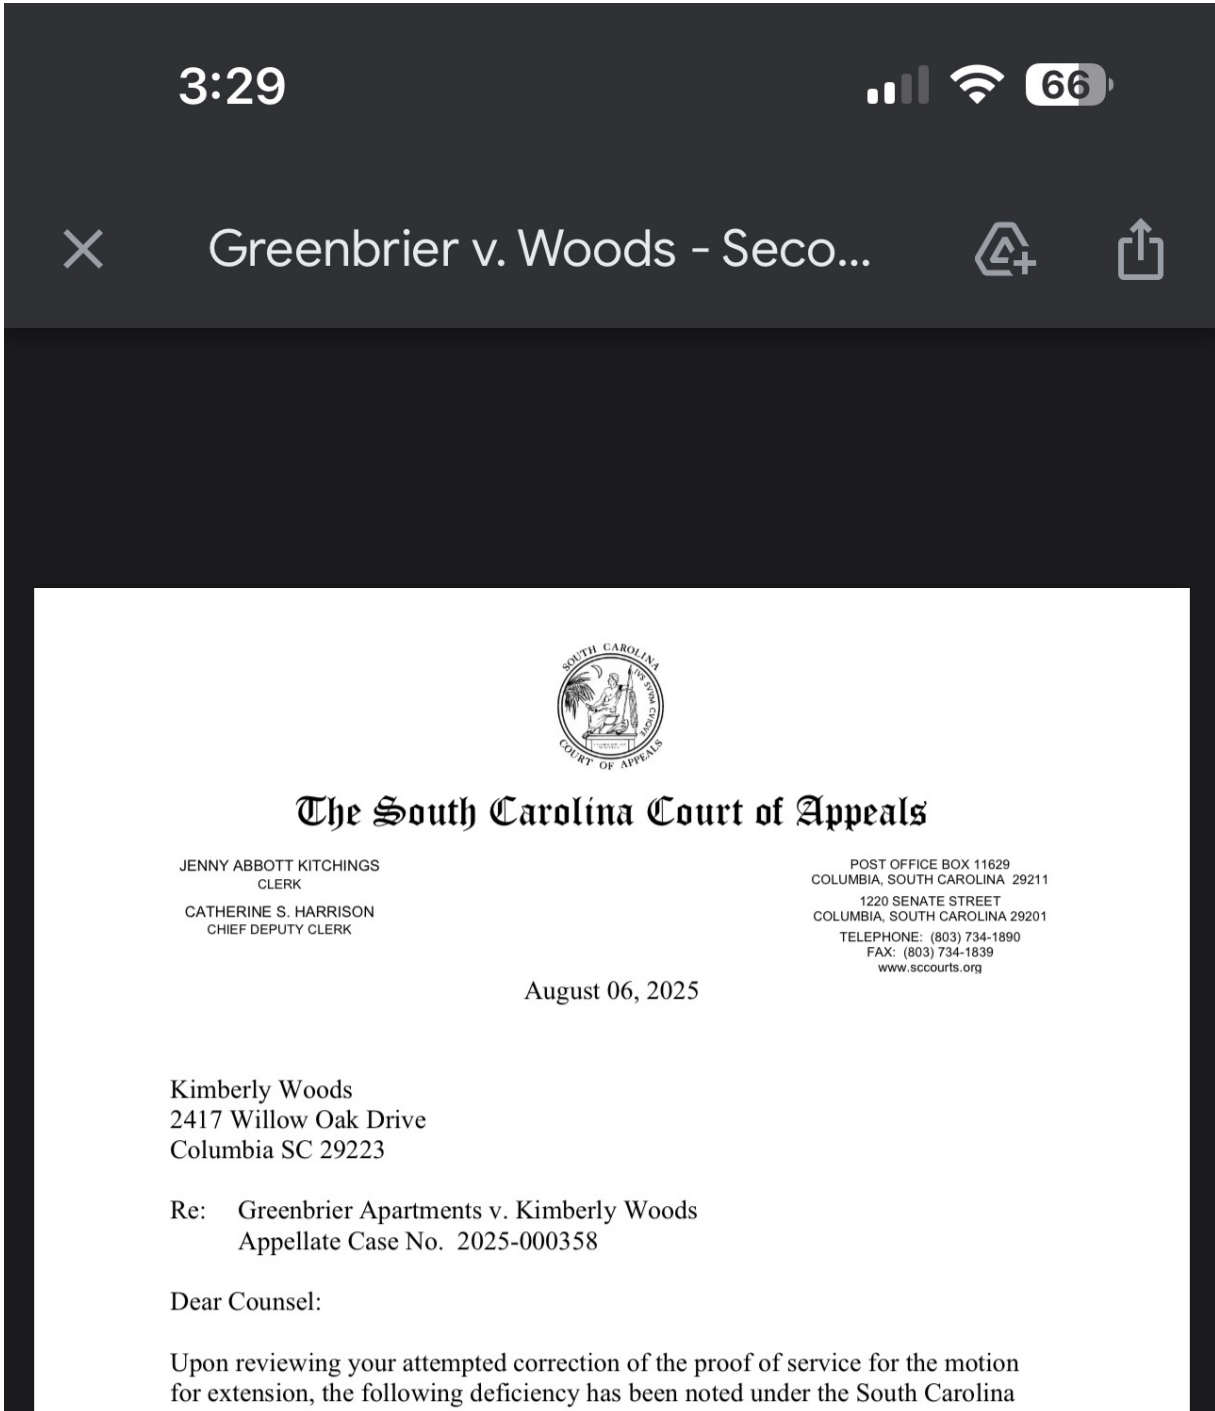 3:29
66
Greenbrier v. Woods - Seco...
SOUTH CAROLINA
IVS SVVM CVIQVE
COURT OF APPEALS
The South Carolina Court of Appeals
JENNY ABBOTT KITCHINGS
CLERK
CATHERINE S. HARRISON
CHIEF DEPUTY CLERK
POST OFFICE BOX 11629
COLUMBIA, SOUTH CAROLINA 29211
1220 SENATE STREET
COLUMBIA, SOUTH CAROLINA 29201
TELEPHONE: (803) 734-1890
FAX: (803) 734-1839
www.sccourts.org
August 06, 2025
Kimberly Woods
2417 Willow Oak Drive
Columbia SC 29223
Re: Greenbrier Apartments v. Kimberly Woods
Appellate Case No. 2025-000358
Dear Counsel:
Upon reviewing your attempted correction of the proof of service for the motion
for extension, the following deficiency has been noted under the South Carolina